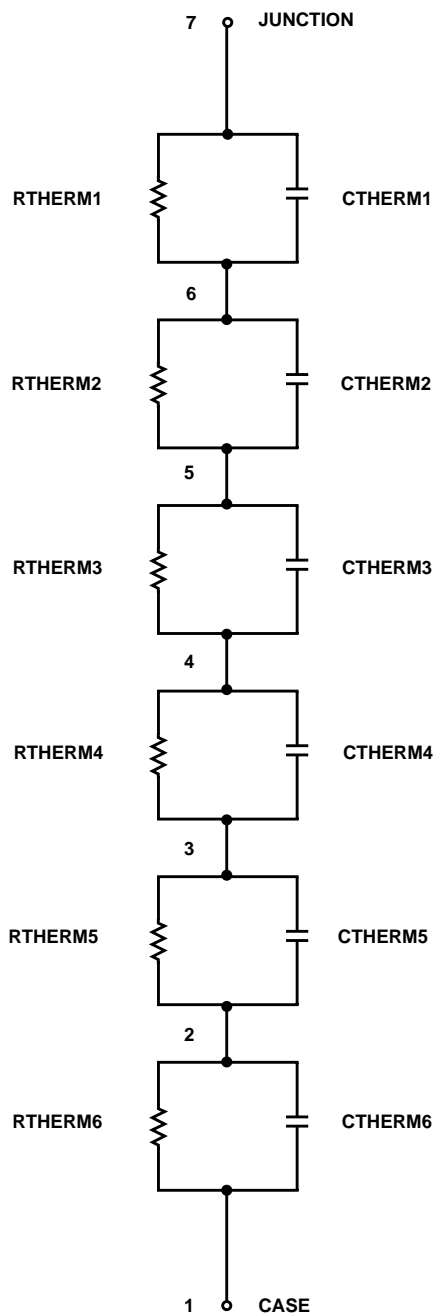 7 JUNCTION
RTHERM1 CTHERM1
6
RTHERM2 CTHERM2
5
RTHERM3 CTHERM3
4
RTHERM4 CTHERM4
3
RTHERM5 CTHERM5
2
RTHERM6 CTHERM6
1 CASE